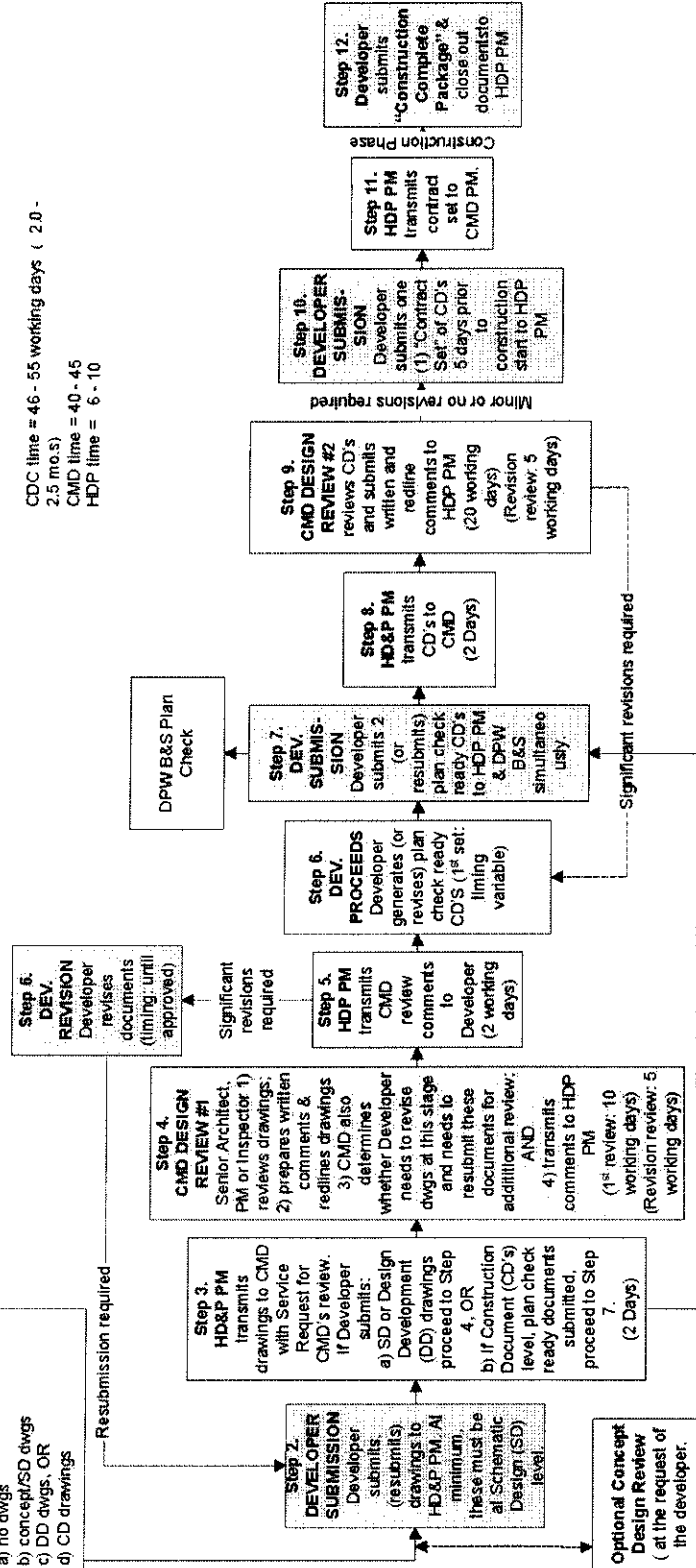 a) no dwgs
b) concept/SD dwgs
c) DD dwgs, OR
d) CD drawings
CDC time = 46 - 55 working days ( 2.0 -
2.5 mo.s)
CMD time = 40 - 45
HDP time = 6 - 10
Resubmission required
Step 2.
DEVELOPER
SUBMISSION
Developer
submits,
(resubmits)
drawings to
HD&P PM. At
minimum,
these must be
at Schematic
Design (SD)
level.
Optional Concept
Design Review
( at the request of
the developer.
Step 3.
HD&P PM
transmits
drawings to CMD
with Service
Request for
CMD's review.
If Developer
submits:
a) SD or Design
Development
(DD) drawings
proceed to Step
4, OR
b) If Construction
Document (CD's)
level, plan check
ready documents
submitted,
proceed to Step
7.
(2 Days)
Step 4.
CMD DESIGN
REVIEW #1
Senior Architect,
PM or Inspector 1)
reviews drawings;
2) prepares written
comments &
redlines drawings
3) CMD also
determines
whether Developer
needs to revise
dwgs at this stage
and needs to
resubmit these
documents for
addititional review;
AND
4) transmits
comments to HDP
PM
(1st review: 10
working days)
(Revision review: 5
working days)
Step 6.
DEV.
REVISION
Developer
revises
documents
(timing: until
approved)
Significant
revisions
required
Step 5.
HDP PM
transmits
CMD
review
comments
to
Developer
(2 working
days)
Step 6.
DEV.
PROCEEDS
Developer
generates (or
revises) plan
check ready
CD'S (1st set:
timing
variable)
DPW B&S Plan
Check
Step 7.
DEV.
SUBMIS-
SION
Developer
submits 2
(or
resubmits)
plan check
ready CD's
to HDP PM
& DPW
B&S
simultaneo
usly.
Step 8.
HD&P PM
transmits
CD's to
CMD
(2 Days)
Step 9.
CMD DESIGN
REVIEW #2
reviews CD's
and submits
written and
redline
comments to
HDP PM
(20 working
days)
(Revision
review: 5
working days)
Significant revisions required
Minor or no revisions required
Step 10.
DEVELOPER
SUBMIS-
SION
Developer
submits one
(1) "Contract
Set" of CD's
5 days prior
to
construction
start to HDP
PM
Step 11.
HDP PM
transmits
contract
set to
CMD PM.
Construction Phase
Step 12.
Developer
submits
"Construction
Complete
Package" &
close out
documentsto
HDP PM